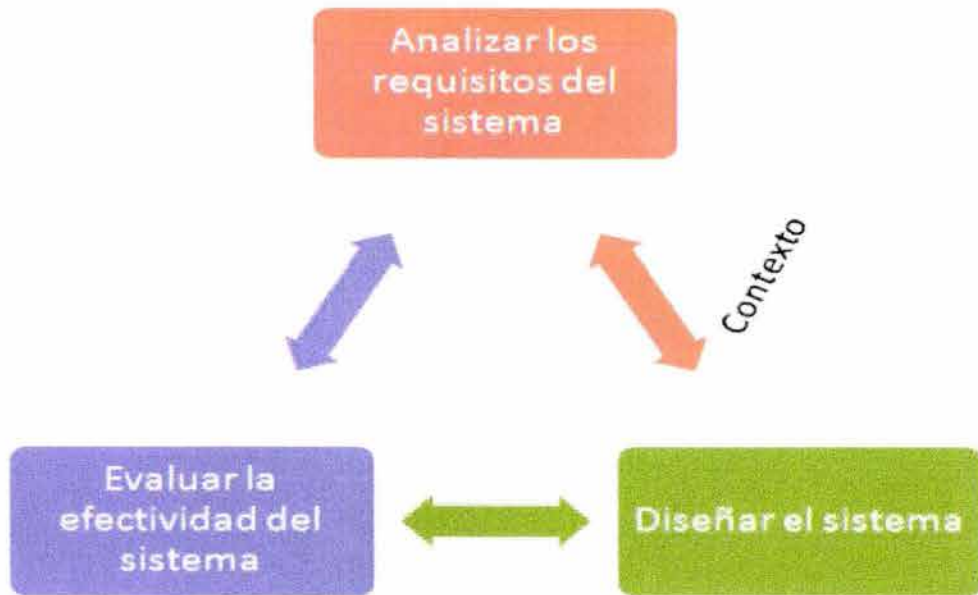 Analizar los
requisitos del
sistema
Contexto
Evaluar la
efectividad del
sistema
Diseñar el sistema